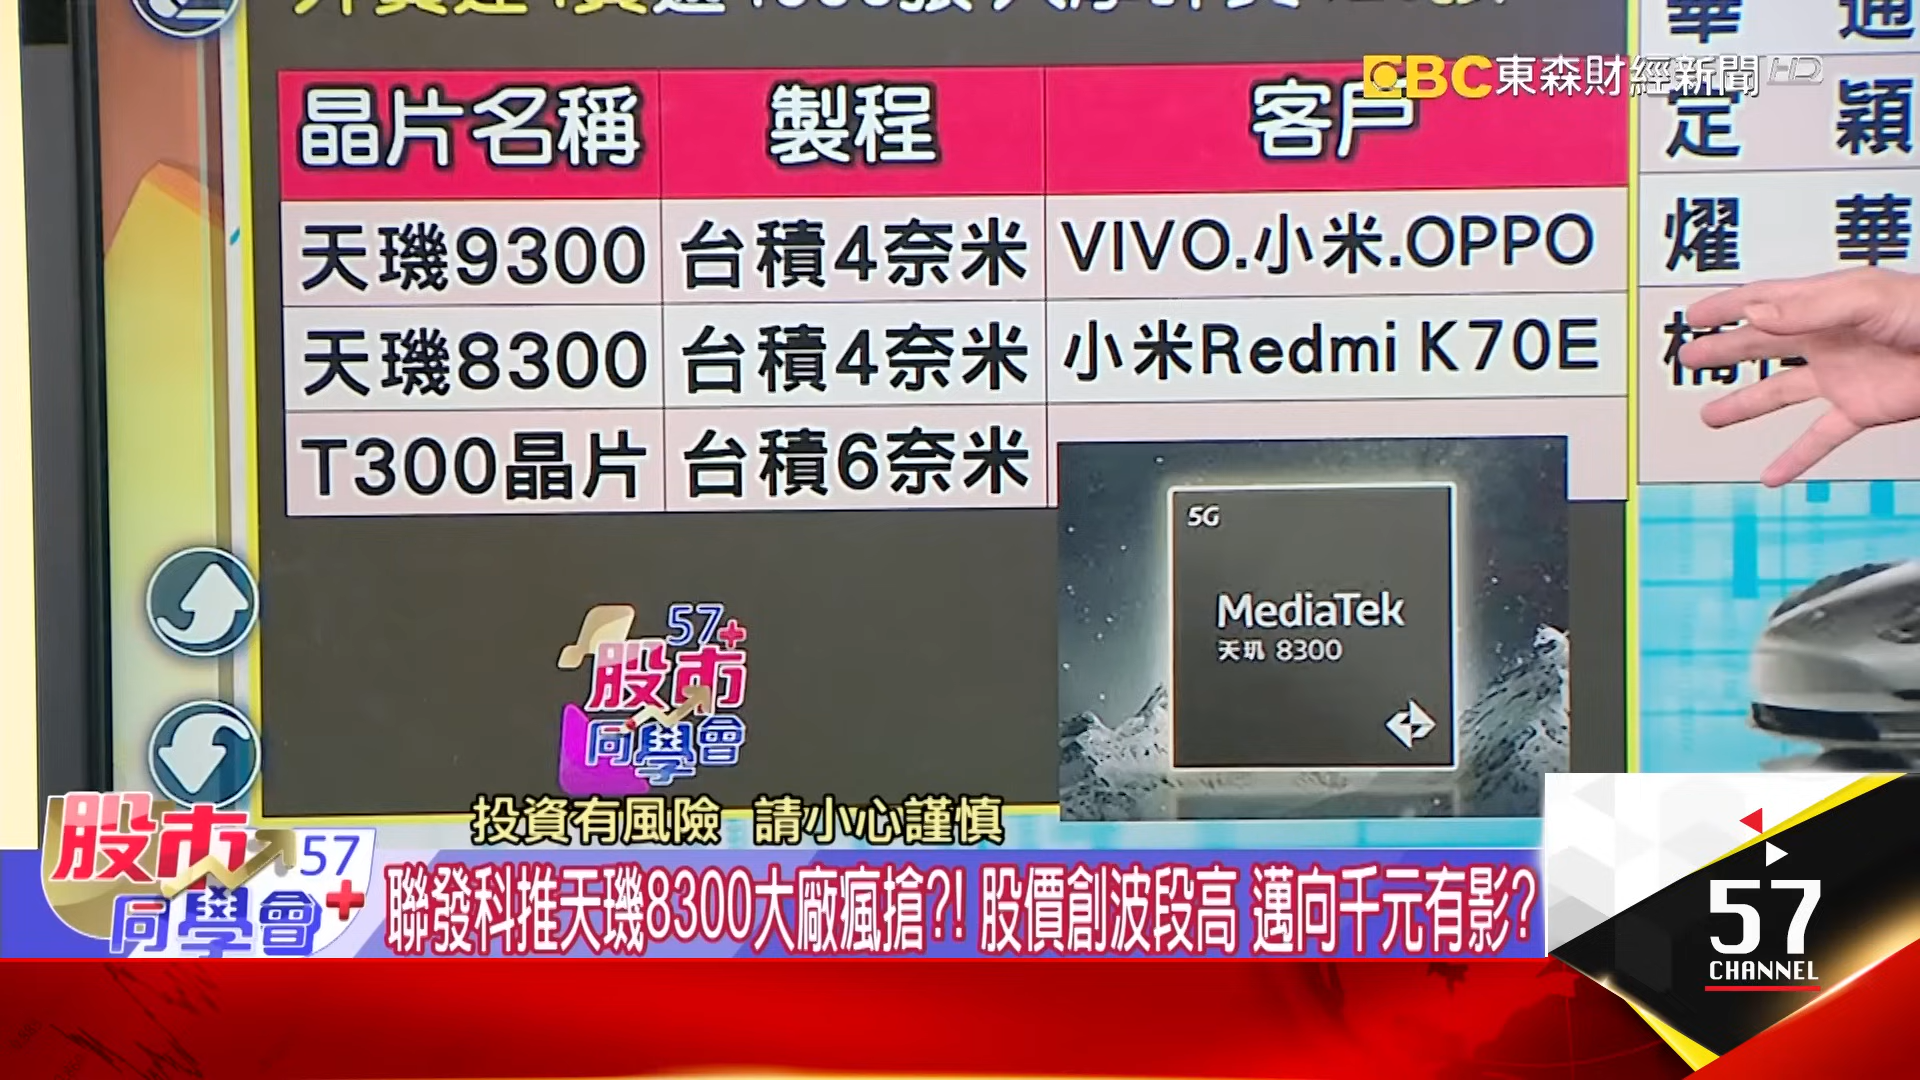 EBC東森財經新聞HD
華 通
定 穎
燿 華
晶片名稱 製程 客戶
天璣9300 台積4奈米 VIVO.小米.OPPO
天璣8300 台積4奈米 小米Redmi K70E
T300晶片 台積6奈米
5G
MediaTek
天玑 8300
57+
股市
同學會
投資有風險 請小心謹慎
股市 57
同學會+
聯發科推天璣8300大廠瘋搶?! 股價創波段高 邁向千元有影?
57
CHANNEL